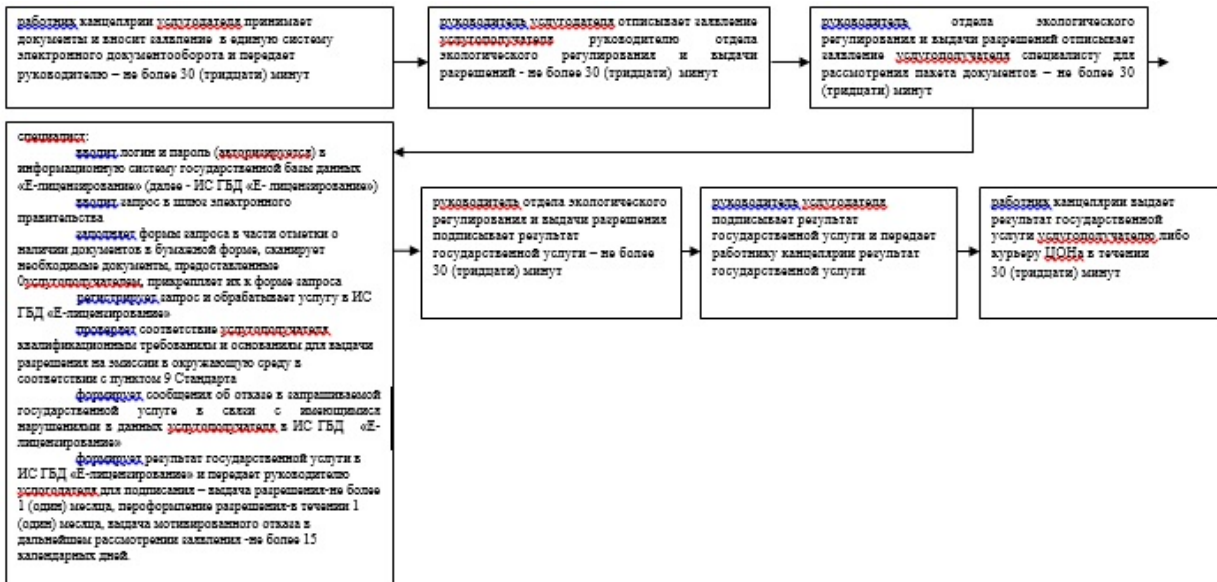 работник канцелярии услугодателя принимает
документы и вносит заявление в единую систему
электронного документооборота и передает
руководителю – не более 30 (тридцати) минут
руководитель услугодателя отписывает заявление
услугополучателя руководителю отдела
экологического регулирования и выдачи
разрешений - не более 30 (тридцати) минут
руководитель отдела экологического
регулирования и выдачи разрешений отписывает
заявление услугополучателя специалисту для
рассмотрения пакета документов – не более 30
(тридцати) минут
специалист:
вводит логин и пароль (авторизируется) в
информационную систему государственной базы данных
«Е-лицензирование» (далее - ИС ГБД «Е- лицензирование»)
вводит запрос в шлюз электронного
правительства
заполняет формы запроса в части отметки о
наличии документов в бумажной форме, сканирует
необходимые документы, предоставленные
0услугополучателем, прикрепляет их к форме запроса
регистрирует запрос и обрабатывает услугу в ИС
ГБД «Е-лицензирование»
проверяет соответствие услугополучателя
квалификационным требованиям и основаниям для выдачи
разрешения на эмиссии в окружающую среду в
соответствии с пунктом 9 Стандарта
формирует сообщения об отказе в запрашиваемой
государственной услуге в связи с имеющимися
нарушениями в данных услугополучателя в ИС ГБД «Е-
лицензирование»
формирует результат государственной услуги в
ИС ГБД «Е-лицензирование» и передает руководителю
услогодателя для подписания – выдача разрешения-не более
1 (один) месяца, переоформление разрешения-в течении 1
(один) месяца, выдача мотивированного отказа в
дальнейшем рассмотрении заявления -не более 15
календарных дней.
руководитель отдела экологического
регулирования и выдачи разрешения
подписывает результат
государственной услуги – не более
30 (тридцати) минут
руководитель услугодателя
подписывает результат
государственной услуги и передает
работнику канцелярии результат
государственной услуги
работник канцелярии выдает
результат государственной
услуги услугополучателю либо
курьеру ЦОНа в течении
30 (тридцати) минут